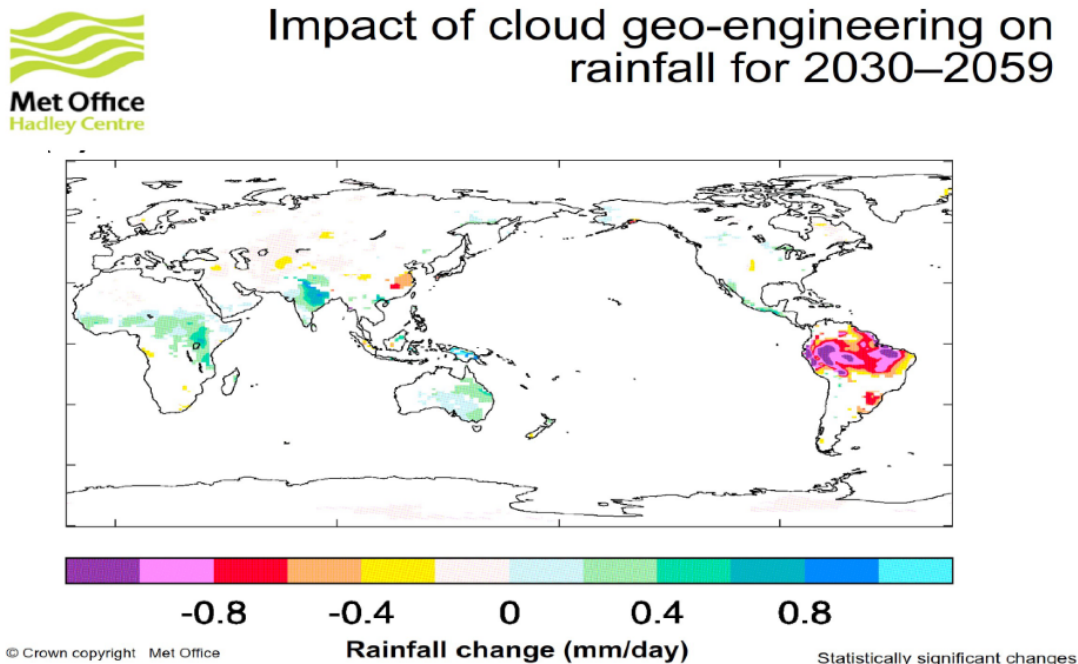 Met Office
Hadley Centre
Impact of cloud geo-engineering on
rainfall for 2030–2059
-0.8 -0.4 0 0.4 0.8
Rainfall change (mm/day)
© Crown copyright Met Office
Statistically significant changes